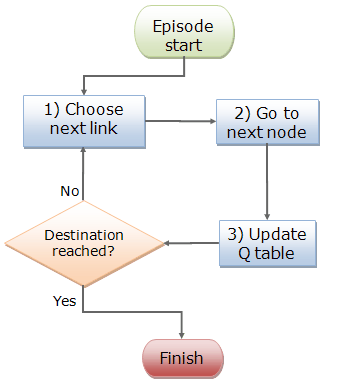 Episode
start
1) Choose
next link
2) Go to
next node
3) Update
Q table
Destination
reached?
No
Yes
Finish